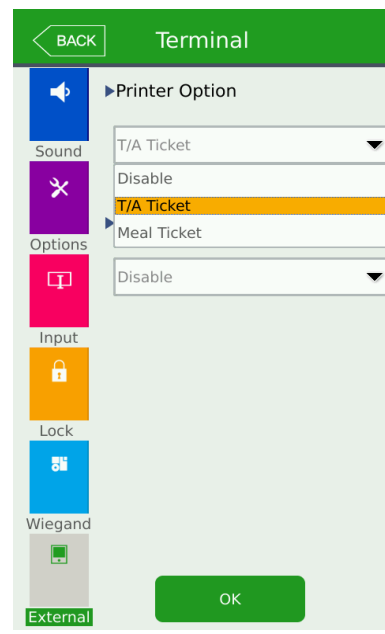 BACK
Terminal
Printer Option
Sound
T/A Ticket
Disable
T/A Ticket
Meal Ticket
Options
Disable
Input
Lock
Wiegand
External
OK